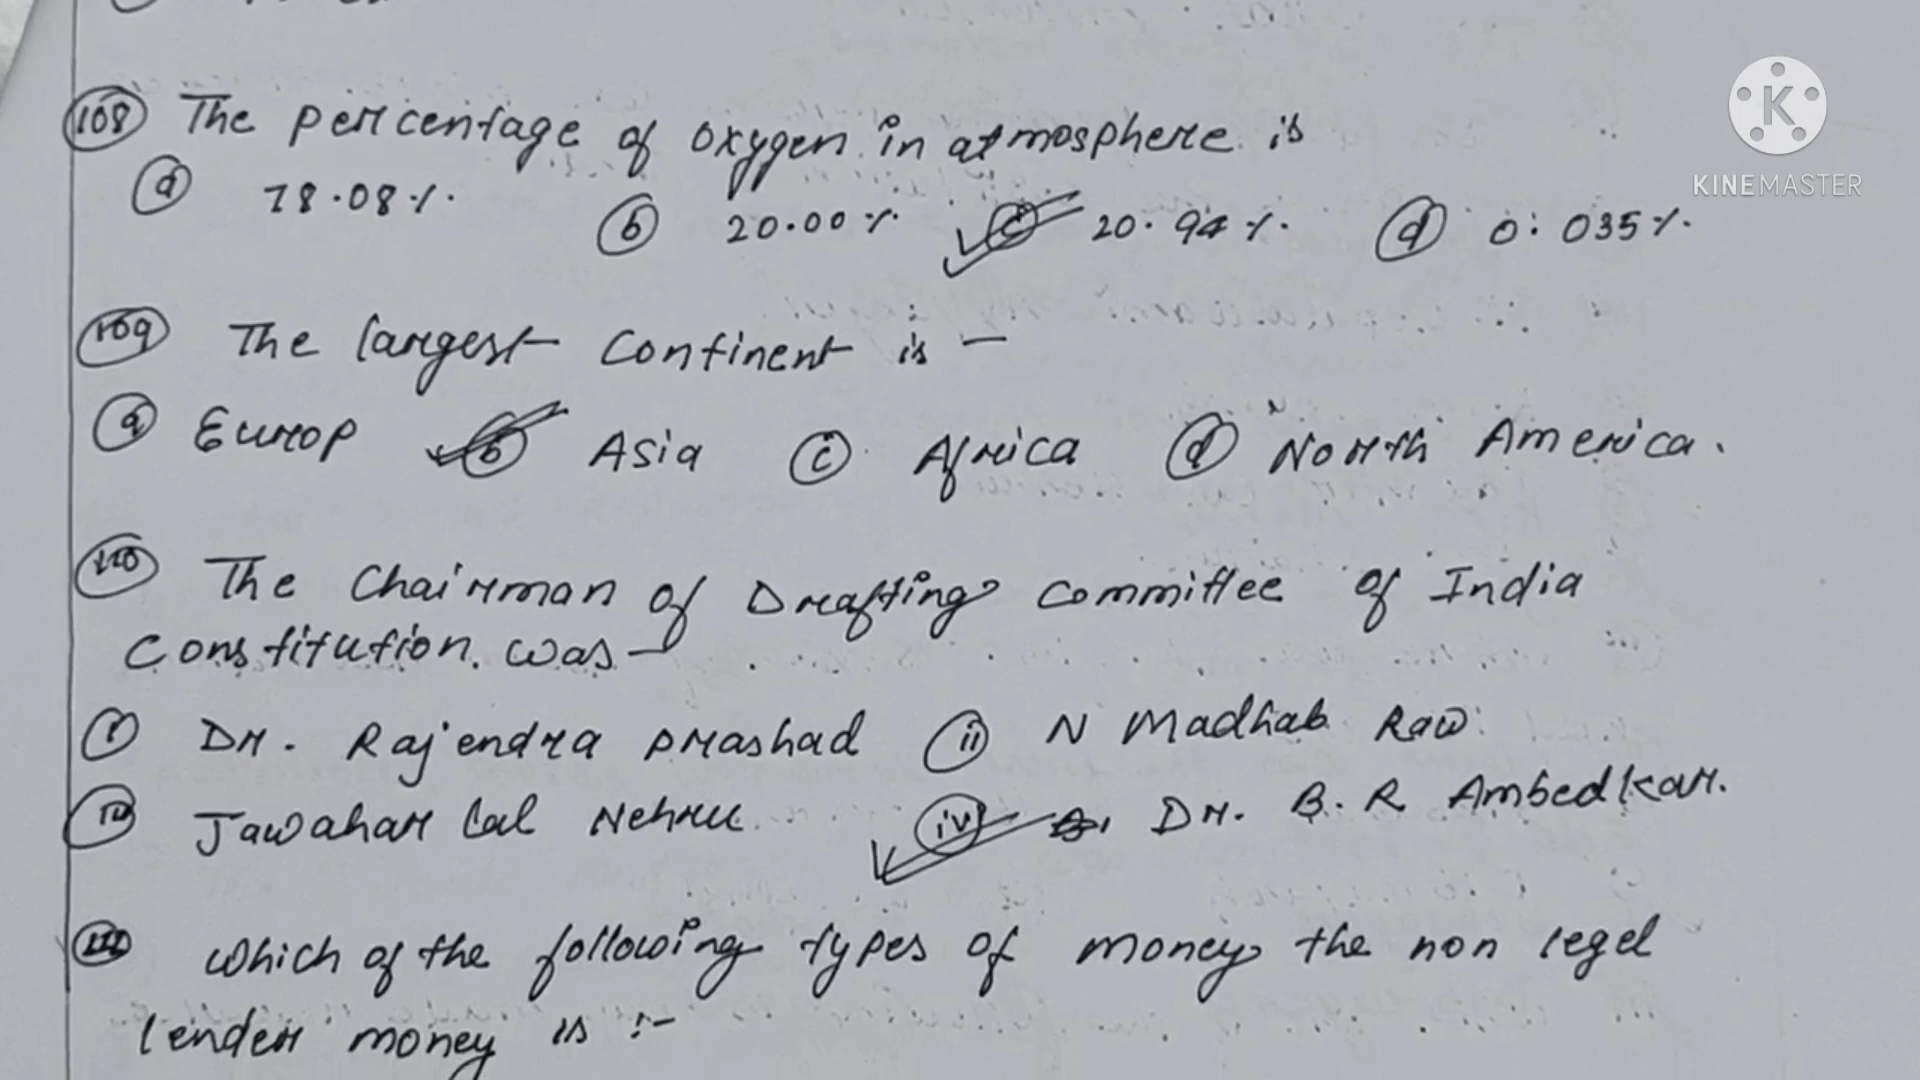 108 The percentage of oxygen in atmosphere is
a 78.08%. b 20.00% c 20.94%. d 0:035%.
109 The largest Continent is -
a Europ b Asia c Africa d North America.
110 The Chairman of Drafting Committee of India
Constitution. was -
i Dr. Rajendra Prashad ii N Madhab Raw
iii Jawahar Lal Nehru iv Dr. B.R Ambedkar.
111 Which of the following types of money the non legel
lender money is :-
K
KINEMASTER